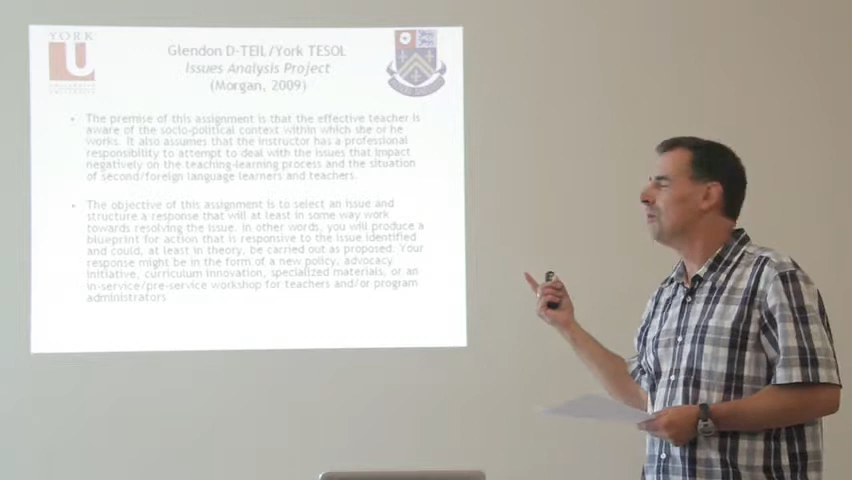 YORK
U
Glendon D-TEIL/York TESOL
Issues Analysis Project
(Morgan, 2009)
• The premise of this assignment is that the effective teacher is
aware of the socio-political context within which she or he
works. It also assumes that the instructor has a professional
responsibility to attempt to deal with the issues that impact
negatively on the teaching-learning process and the situation
of second/foreign language learners and teachers.
• The objective of this assignment is to select an issue and
structure a response that will at least in some way work
towards resolving the issue. In other words, you will produce a
blueprint for action that is responsive to the issue identified
and could, at least in theory, be carried out as proposed. Your
response might be in the form of a new policy, advocacy
initiative, curriculum innovation, specialized materials, or an
in-service/pre-service workshop for teachers and/or program
administrators